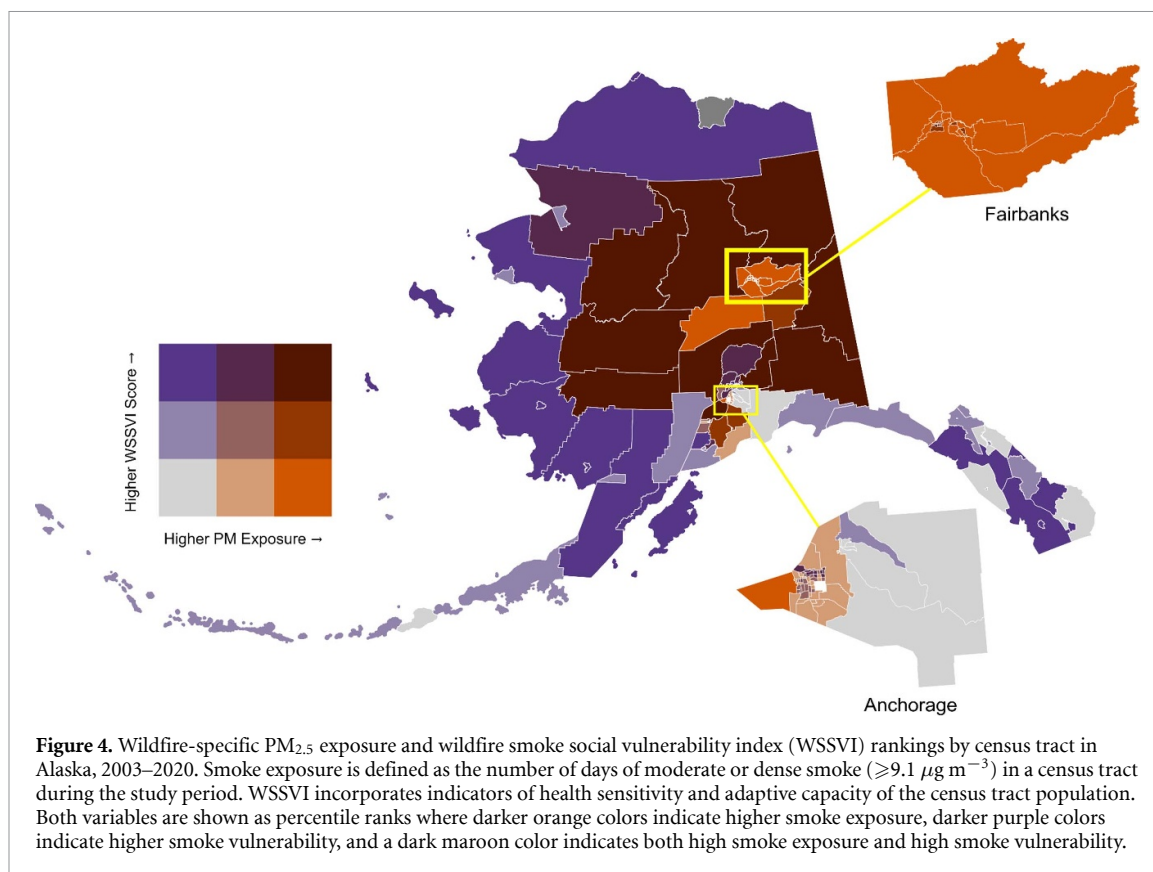 Fairbanks
Higher WSSVI Score →
Higher PM Exposure →
Anchorage
Figure 4. Wildfire-specific PM2.5 exposure and wildfire smoke social vulnerability index (WSSVI) rankings by census tract in
Alaska, 2003–2020. Smoke exposure is defined as the number of days of moderate or dense smoke (⩾9.1 μg m−3) in a census tract
during the study period. WSSVI incorporates indicators of health sensitivity and adaptive capacity of the census tract population.
Both variables are shown as percentile ranks where darker orange colors indicate higher smoke exposure, darker purple colors
indicate higher smoke vulnerability, and a dark maroon color indicates both high smoke exposure and high smoke vulnerability.